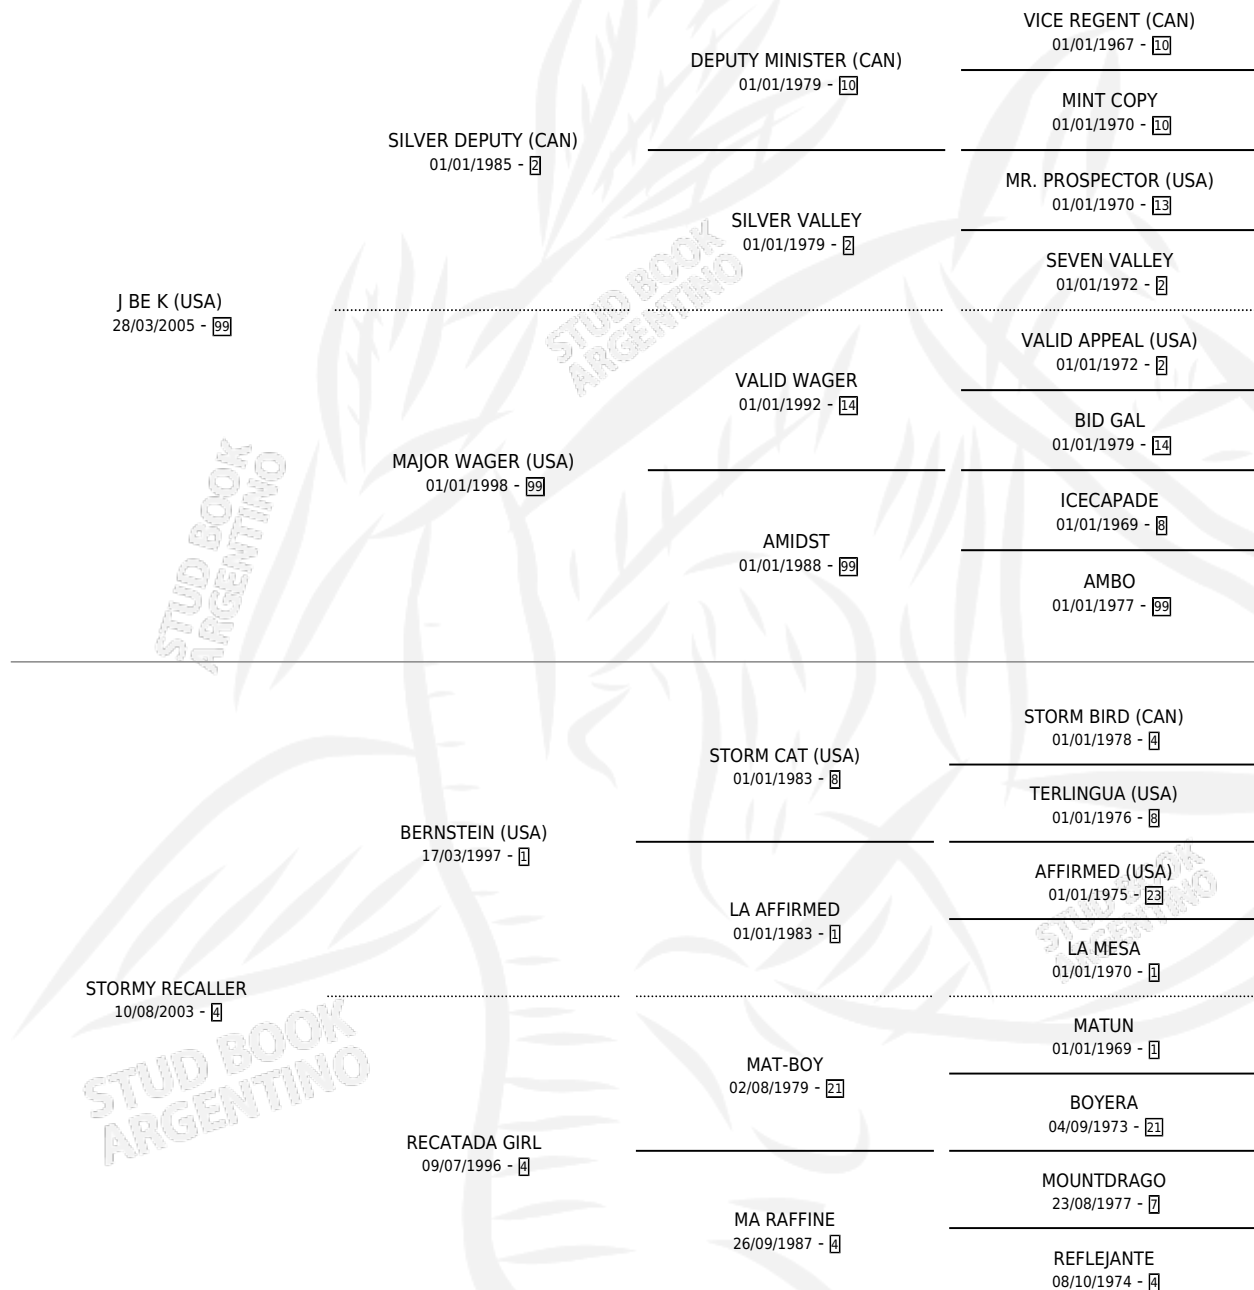 VICE REGENT (CAN)
01/01/1967 - 10
DEPUTY MINISTER (CAN)
01/01/1979 - 10
MINT COPY
01/01/1970 - 10
SILVER DEPUTY (CAN)
01/01/1985 - 2
MR. PROSPECTOR (USA)
01/01/1970 - 13
SILVER VALLEY
01/01/1979 - 2
SEVEN VALLEY
01/01/1972 - 2
J BE K (USA)
28/03/2005 - 99
STUD BOOK
ARGENTINO
VALID APPEAL (USA)
01/01/1972 - 2
VALID WAGER
01/01/1992 - 14
BID GAL
01/01/1979 - 14
MAJOR WAGER (USA)
01/01/1998 - 99
ICECAPADE
01/01/1969 - 8
AMIDST
01/01/1988 - 99
AMBO
01/01/1977 - 99
STUD BOOK
ARGENTINO
STORM BIRD (CAN)
01/01/1978 - 4
STORM CAT (USA)
01/01/1983 - 8
TERLINGUA (USA)
01/01/1976 - 8
BERNSTEIN (USA)
17/03/1997 - 1
AFFIRMED (USA)
01/01/1975 - 23
LA AFFIRMED
01/01/1983 - 1
STUD BOOK
ARGENTINO
LA MESA
01/01/1970 - 1
STORMY RECALLER
10/08/2003 - 4
STUD BOOK
ARGENTINO
MATUN
01/01/1969 - 1
MAT-BOY
02/08/1979 - 21
BOYERA
04/09/1973 - 21
RECATADA GIRL
09/07/1996 - 4
MOUNTDRAGO
23/08/1977 - 7
MA RAFFINE
26/09/1987 - 4
REFLEJANTE
08/10/1974 - 4